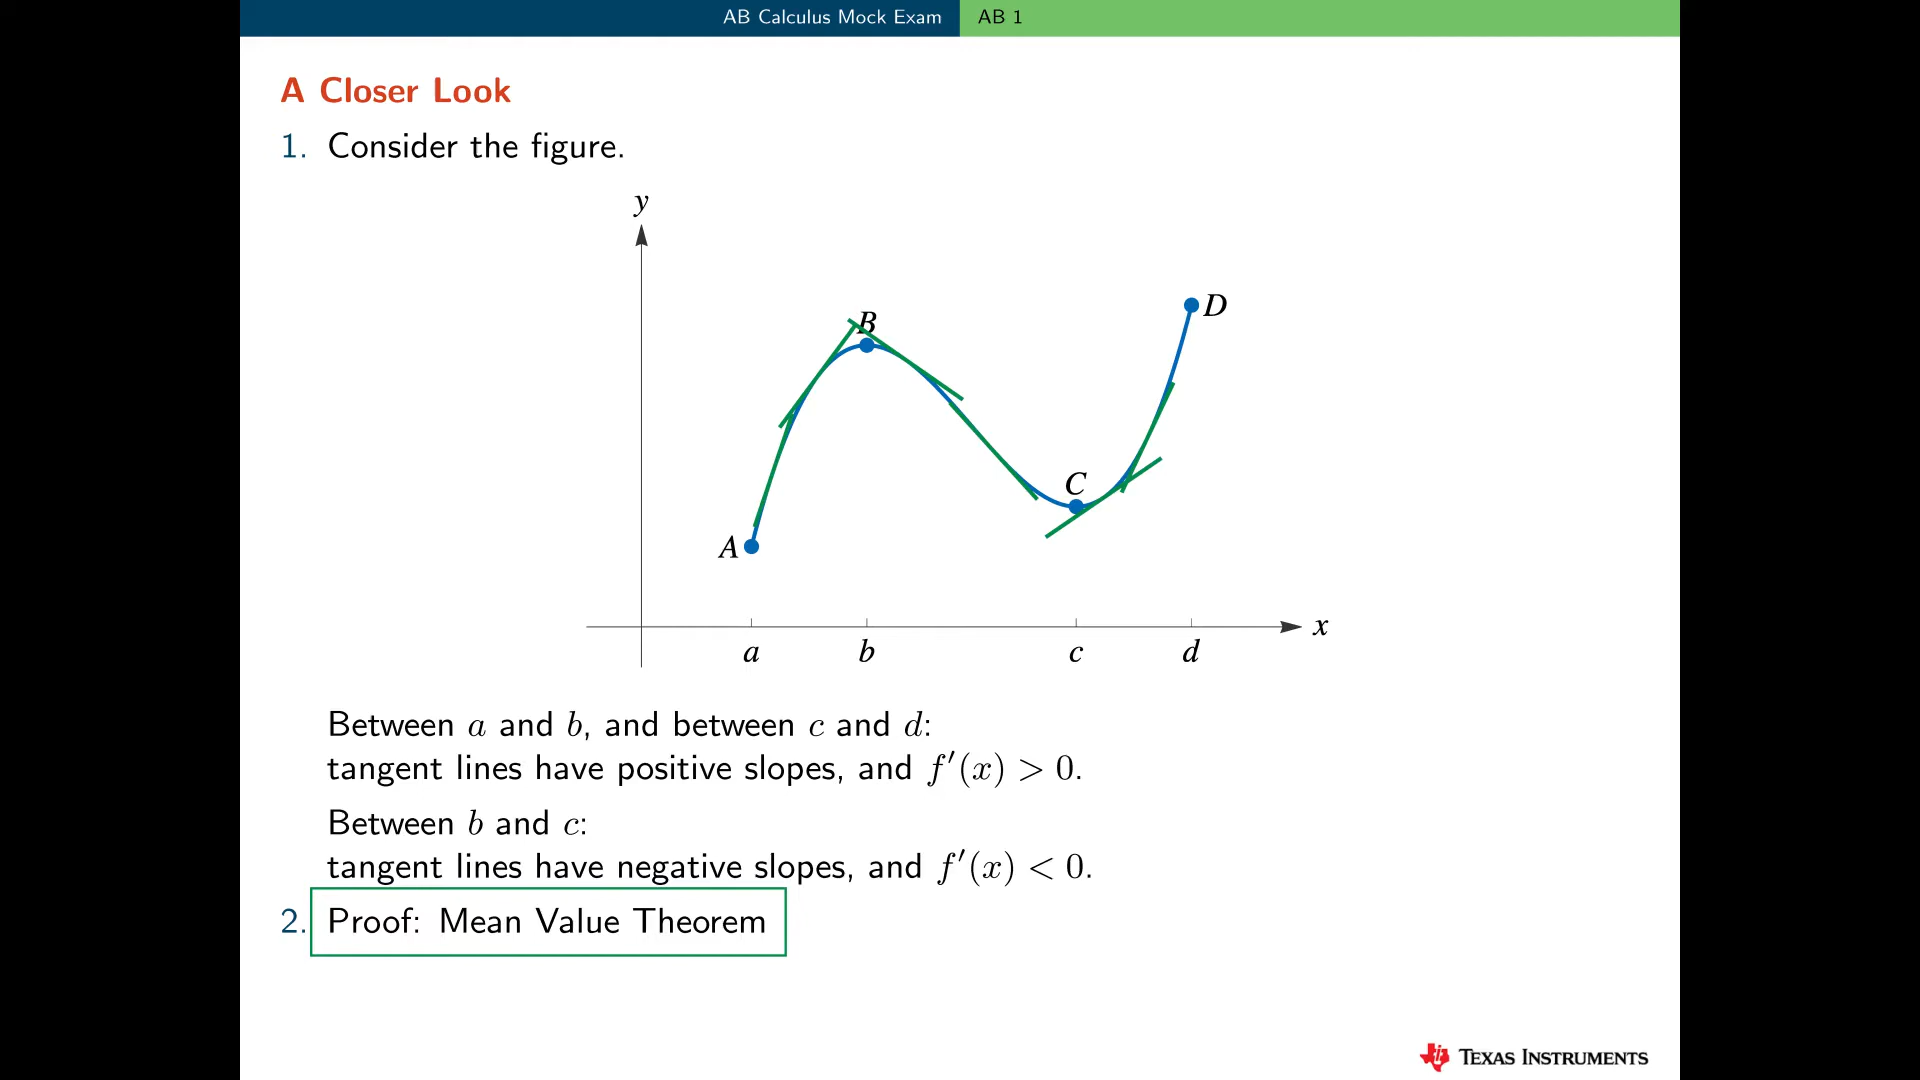 AB Calculus Mock Exam AB 1
A Closer Look
1. Consider the figure.
y
B
D
C
A
x
a b c d
Between a and b, and between c and d:
tangent lines have positive slopes, and f′(x) > 0.
Between b and c:
tangent lines have negative slopes, and f′(x) < 0.
2. Proof: Mean Value Theorem
TEXAS INSTRUMENTS